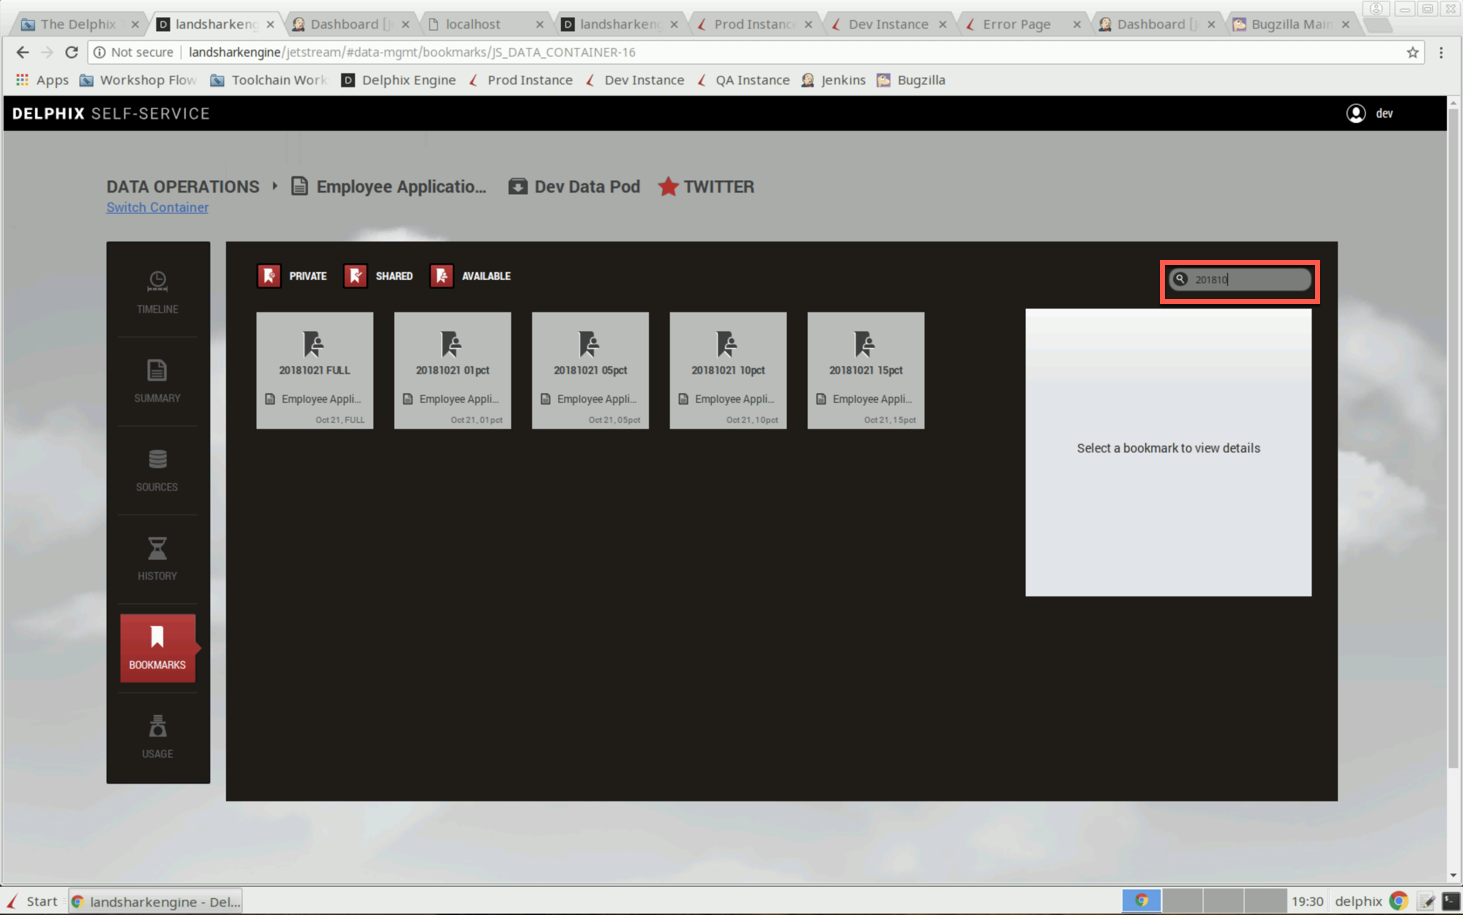 The Delphix
landsharkeng
Dashboard [J
localhost
landsharkeng
Prod Instance
Dev Instance
Error Page
Dashboard [J
Bugzilla Main
Not secure | landsharkengine/jetstream/#data-mgmt/bookmarks/JS_DATA_CONTAINER-16
Apps
Workshop Flow
Toolchain Work
Delphix Engine
Prod Instance
Dev Instance
QA Instance
Jenkins
Bugzilla
DELPHIX SELF-SERVICE
dev
DATA OPERATIONS
Employee Applicatio...
Dev Data Pod
TWITTER
Switch Container
TIMELINE
SUMMARY
SOURCES
HISTORY
BOOKMARKS
USAGE
PRIVATE
SHARED
AVAILABLE
201810
20181021 FULL
Employee Appli...
Oct 21, FULL
20181021 01pct
Employee Appli...
Oct 21, 01pct
20181021 05pct
Employee Appli...
Oct 21, 05pct
20181021 10pct
Employee Appli...
Oct 21, 10pct
20181021 15pct
Employee Appli...
Oct 21, 15pct
Select a bookmark to view details
Start
landsharkengine - Del...
19:30
delphix